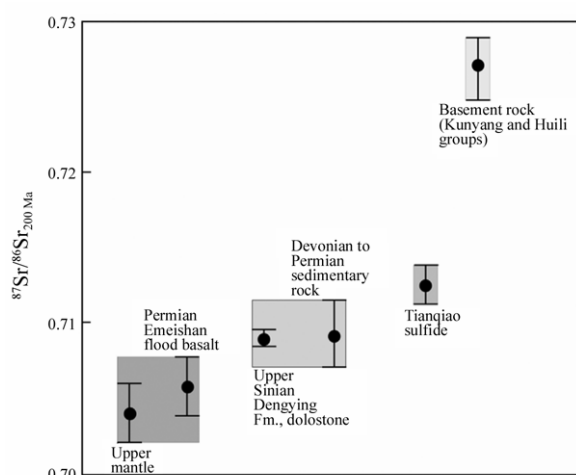 0.73
Basement rock
(Kunyang and Huili
groups)
0.72
⁸⁷Sr/⁸⁶Sr₂₀₀ Ma
Devonian to
Permian
sedimentary
rock
Tianqiao
sulfide
0.71
Permian
Emeishan
flood basalt
Upper
Sinian
Dengying
Fm., dolostone
Upper
mantle
0.70